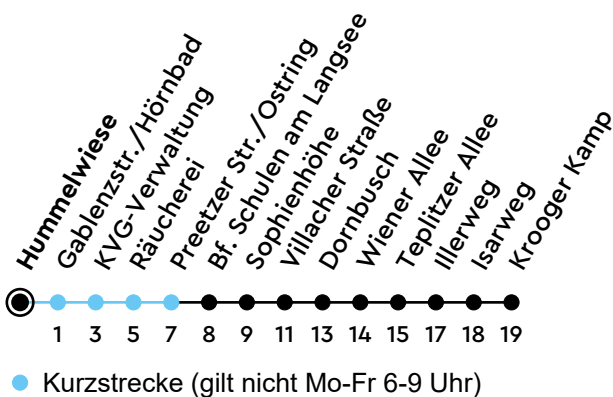 Hummelwiese
Gablenzstr./Hörnbad
KVG-Verwaltung
Räucherei
Preetzer Str./Ostring
Bf. Schulen am Langsee
Sophienhöhe
Villacher Straße
Dornbusch
Wiener Allee
Teplitzer Allee
Illerweg
Isarweg
Krooger Kamp
1 3 5 7 8 9 11 13 14 15 17 18 19
Kurzstrecke (gilt nicht Mo-Fr 6-9 Uhr)